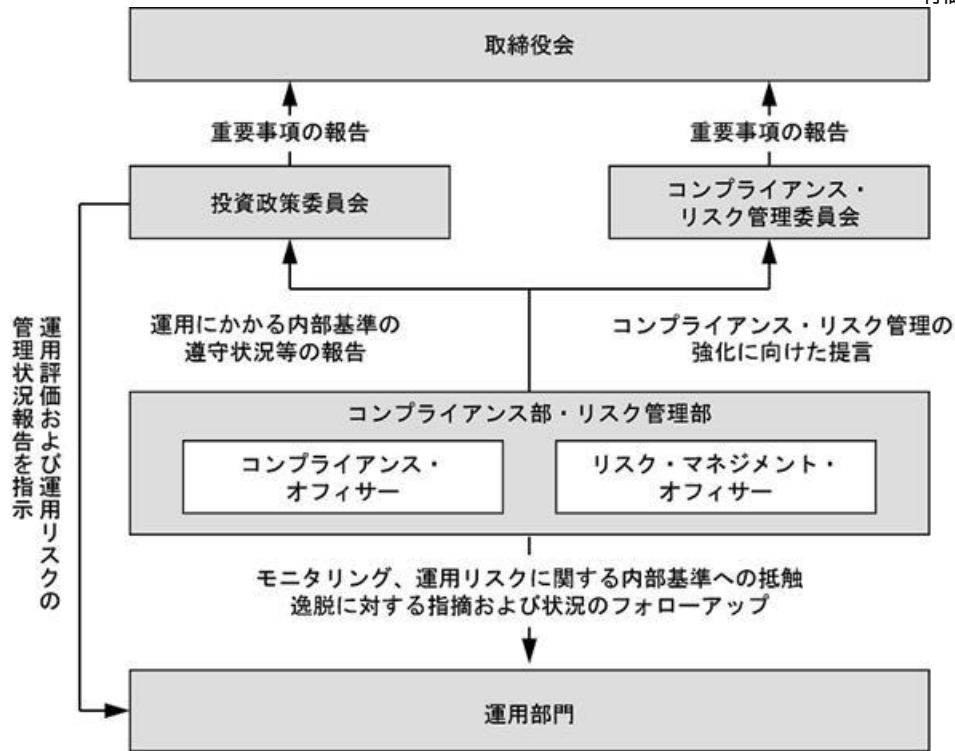 取締役会
重要事項の報告
重要事項の報告
投資政策委員会
コンプライアンス・
リスク管理委員会
運用にかかる内部基準の
遵守状況等の報告
コンプライアンス・リスク管理の
強化に向けた提言
運用評価および運用リスクの
管理状況報告を指示
コンプライアンス部・リスク管理部
コンプライアンス・
オフィサー
リスク・マネジメント・
オフィサー
モニタリング、運用リスクに関する内部基準への抵触
逸脱に対する指摘および状況のフォローアップ
運用部門